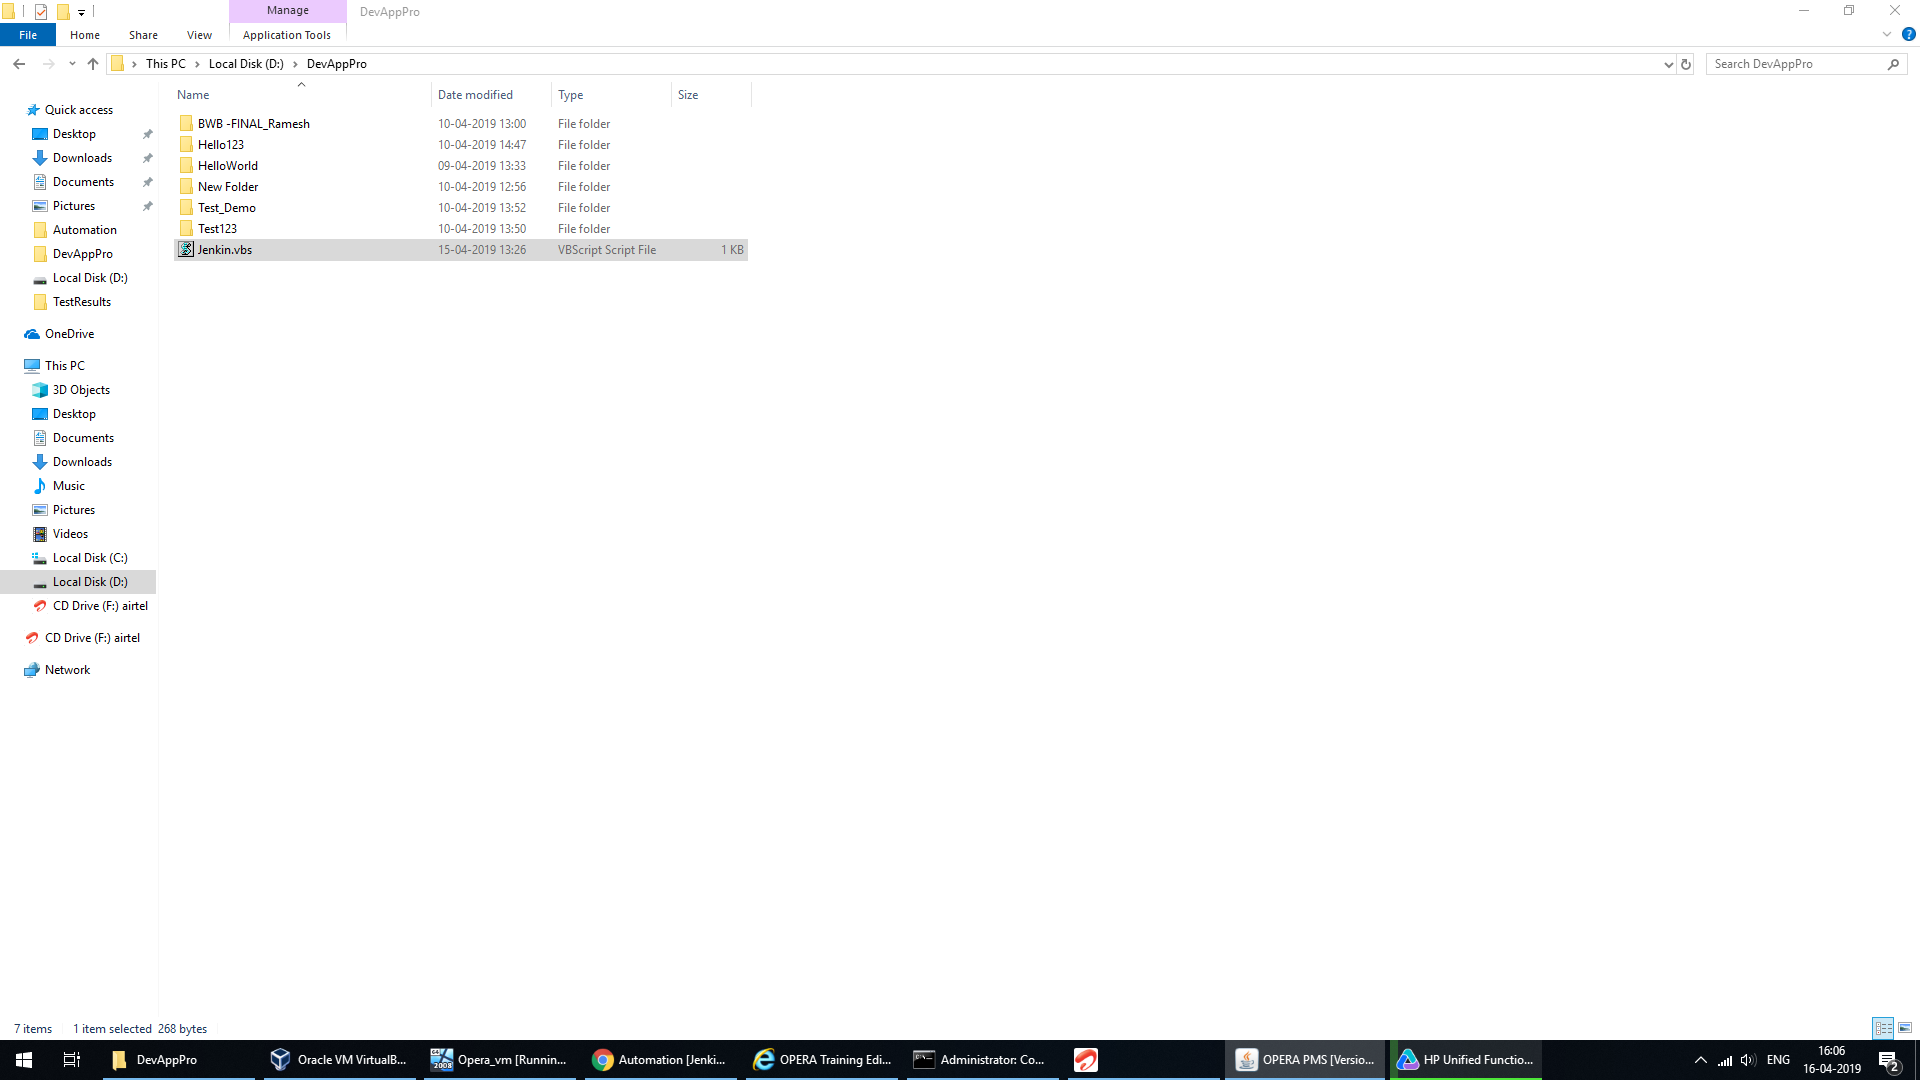 Manage
DevAppPro
File
Home
Share
View
Application Tools
This PC
Local Disk (D:)
DevAppPro
Search DevAppPro
Name
Date modified
Type
Size
BWB -FINAL_Ramesh 10-04-2019 13:00 File folder
Hello123 10-04-2019 14:47 File folder
HelloWorld 09-04-2019 13:33 File folder
New Folder 10-04-2019 12:56 File folder
Test_Demo 10-04-2019 13:52 File folder
Test123 10-04-2019 13:50 File folder
Jenkin.vbs 15-04-2019 13:26 VBScript Script File 1 KB
Quick access
Desktop
Downloads
Documents
Pictures
Automation
DevAppPro
Local Disk (D:)
TestResults
OneDrive
This PC
3D Objects
Desktop
Documents
Downloads
Music
Pictures
Videos
Local Disk (C:)
Local Disk (D:)
CD Drive (F:) airtel
CD Drive (F:) airtel
Network
7 items 1 item selected 268 bytes
DevAppPro
Oracle VM VirtualB...
Opera_vm [Runnin...
Automation [Jenki...
OPERA Training Edi...
Administrator: Co...
OPERA PMS [Versio...
HP Unified Functio...
ENG
16:06
16-04-2019
2